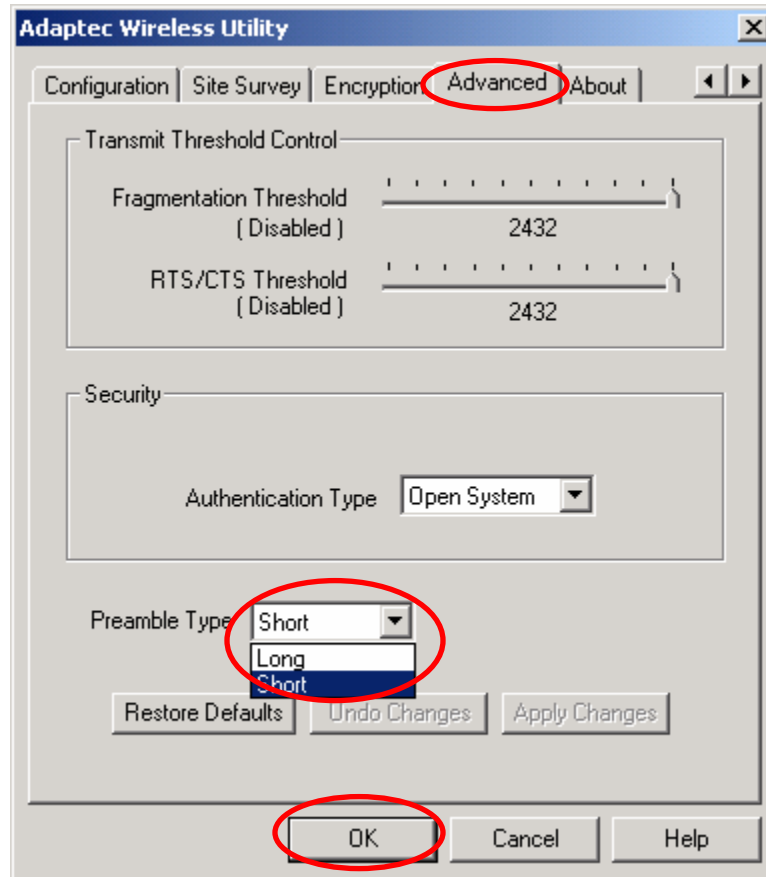 Adaptec Wireless Utility
Configuration Site Survey Encryption Advanced About
Transmit Threshold Control
Fragmentation Threshold
( Disabled )
2432
RTS/CTS Threshold
( Disabled )
2432
Security
Authentication Type Open System
Preamble Type Short
Long
Short
Restore Defaults Undo Changes Apply Changes
OK Cancel Help